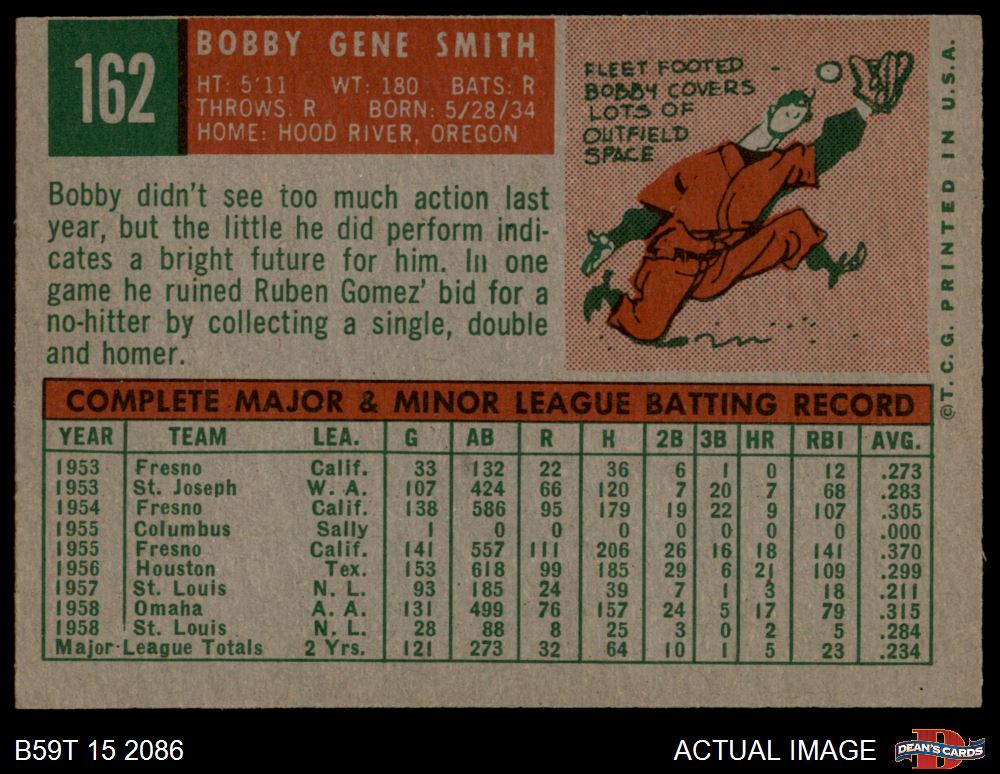 162
BOBBY GENE SMITH
HT: 5'11 WT: 180 BATS: R
THROWS: R BORN: 5/28/34
HOME: HOOD RIVER, OREGON
FLEET FOOTED
BOBBY COVERS
LOTS OF
OUTFIELD
SPACE
Bobby didn't see too much action last
year, but the little he did perform indi-
cates a bright future for him. In one
game he ruined Ruben Gomez' bid for a
no-hitter by collecting a single, double
and homer.
©T.C.G. PRINTED IN U.S.A.
COMPLETE MAJOR & MINOR LEAGUE BATTING RECORD
YEAR TEAM LEA. G AB R H 2B 3B HR RBI AVG.
1953 Fresno Calif. 33 132 22 36 6 1 0 12 .273
1953 St. Joseph W. A. 107 424 66 120 7 20 7 68 .283
1954 Fresno Calif. 138 586 95 179 19 22 9 107 .305
1955 Columbus Sally 1 0 0 0 0 0 0 0 .000
1955 Fresno Calif. 141 557 111 206 26 16 18 141 .370
1956 Houston Tex. 153 618 99 185 29 6 21 109 .299
1957 St. Louis N. L. 93 185 24 39 7 1 3 18 .211
1958 Omaha A. A. 131 499 76 157 24 5 17 79 .315
1958 St. Louis N. L. 28 88 8 25 3 0 2 5 .284
Major League Totals 2 Yrs. 121 273 32 64 10 1 5 23 .234
B59T 15 2086
ACTUAL IMAGE
DEAN'S CARDS